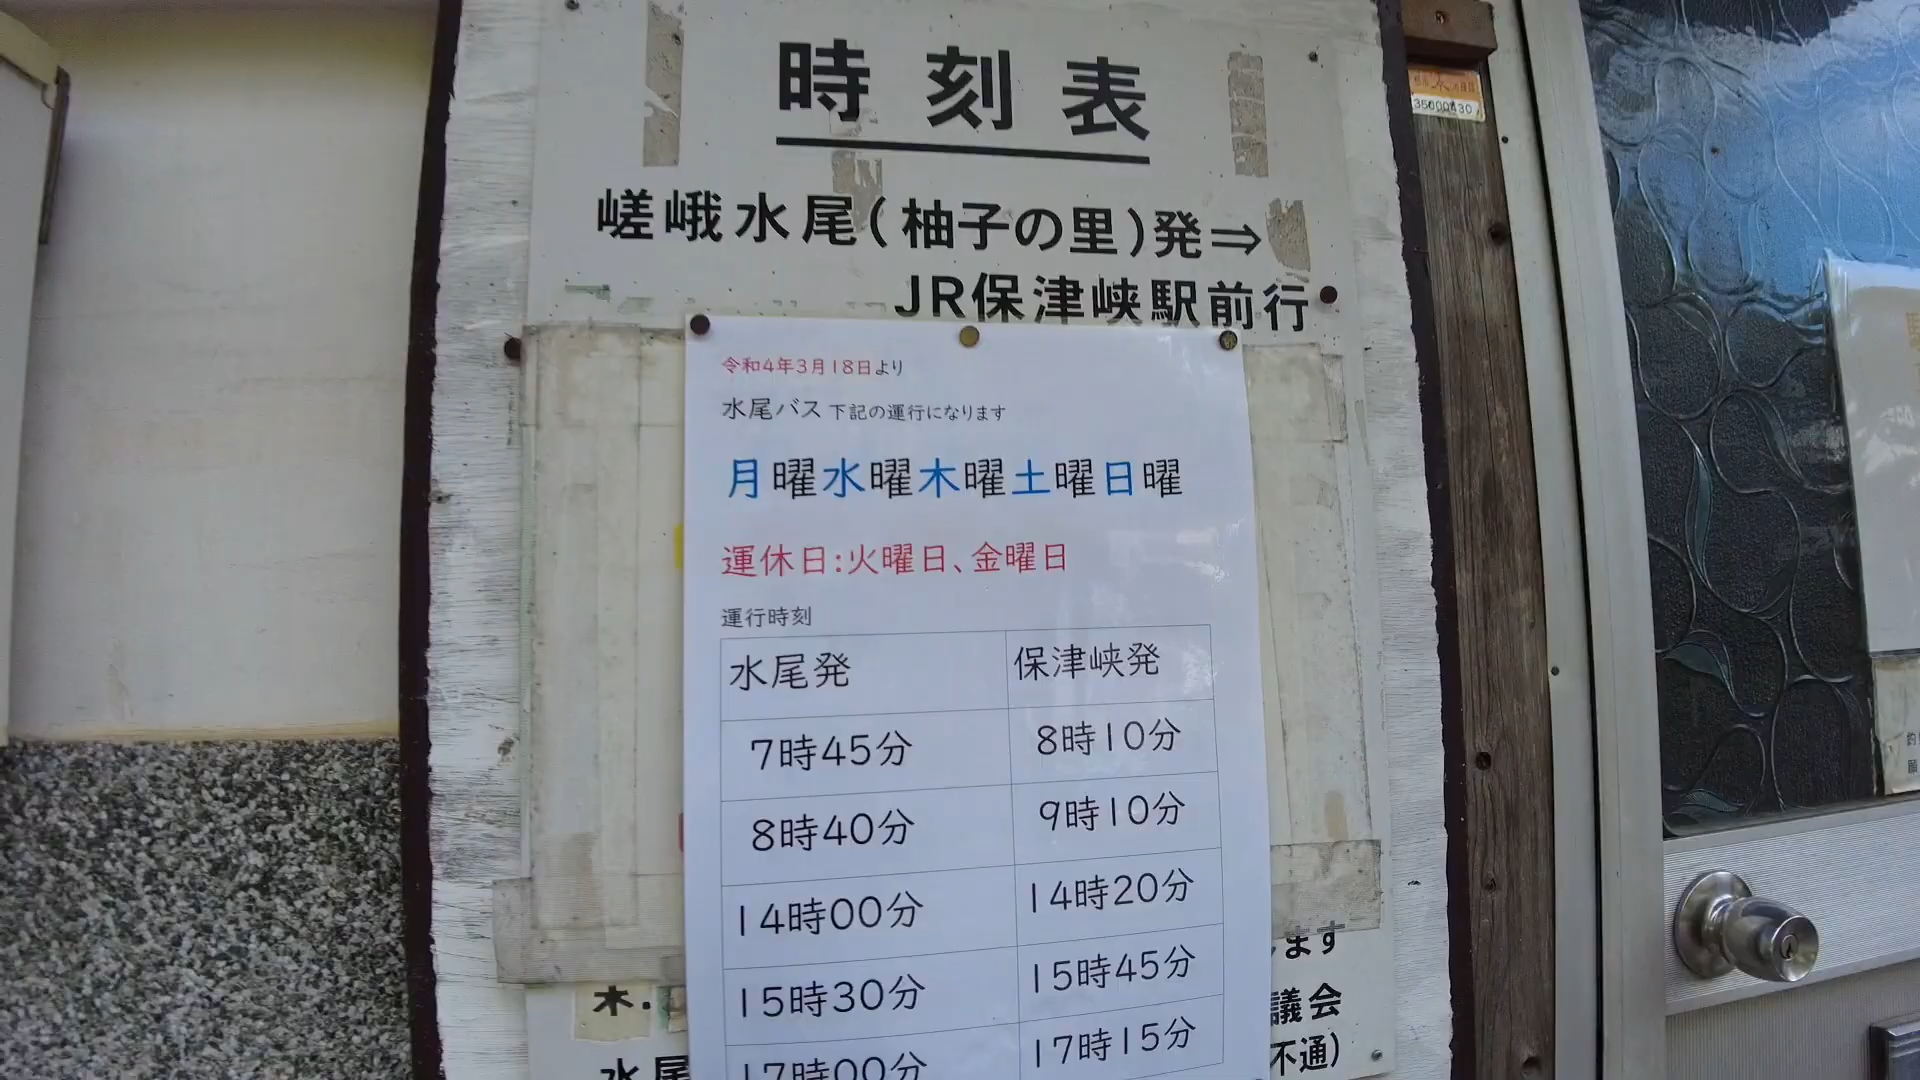 時刻表
嵯峨水尾(柚子の里)発⇒
JR保津峡駅前行
令和4年3月18日より
水尾バス下記の運行になります
月曜水曜木曜土曜日曜
運休日:火曜日、金曜日
運行時刻
水尾発 保津峡発
7時45分 8時10分
8時40分 9時10分
14時00分 14時20分
15時30分 15時45分
17時00分 17時15分
ます
木.
議会
水尾
不通)
35000430